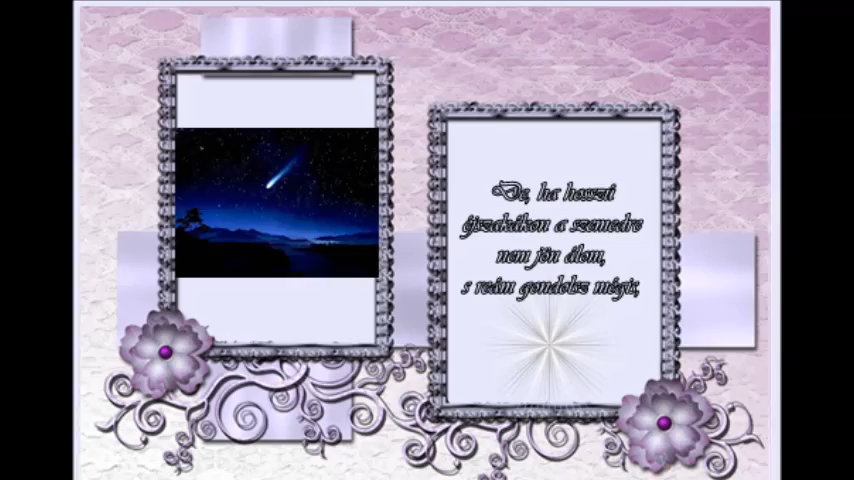 De, ha hosszú
éjszakákon a szemedre
nem jön álom,
s reám gondolsz mégis,